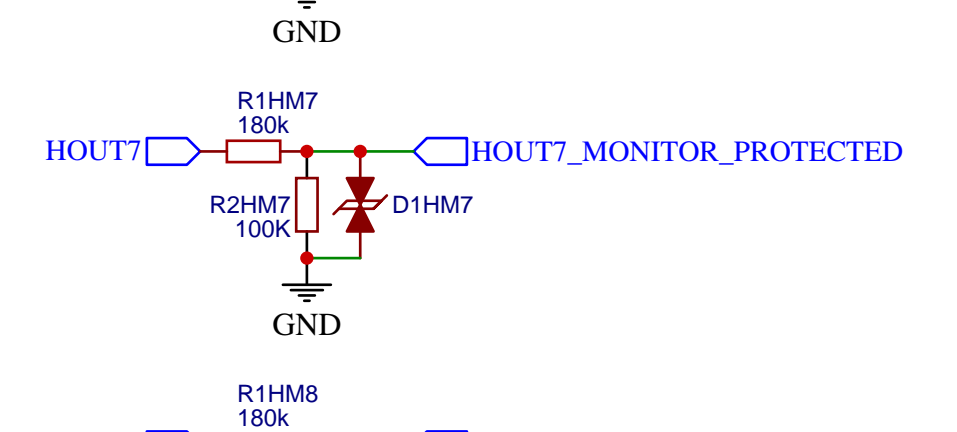 GND
R1HM7
180k
HOUT7
HOUT7_MONITOR_PROTECTED
R2HM7
100K
D1HM7
GND
R1HM8
180k